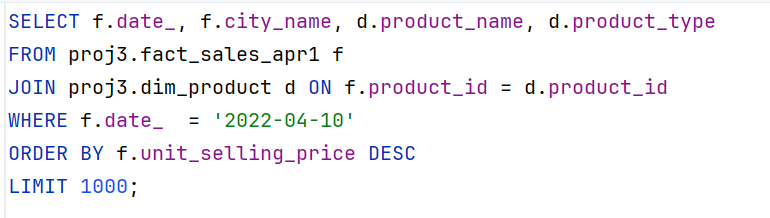 SELECT f.date_, f.city_name, d.product_name, d.product_type
FROM proj3.fact_sales_apr1 f
JOIN proj3.dim_product d ON f.product_id = d.product_id
WHERE f.date_  = '2022-04-10'
ORDER BY f.unit_selling_price DESC
LIMIT 1000;